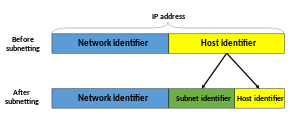 IP address
Before
subnetting
Network Identifier
Host Identifier
After
subnetting
Network Identifier
Subnet identifier
Host identifier